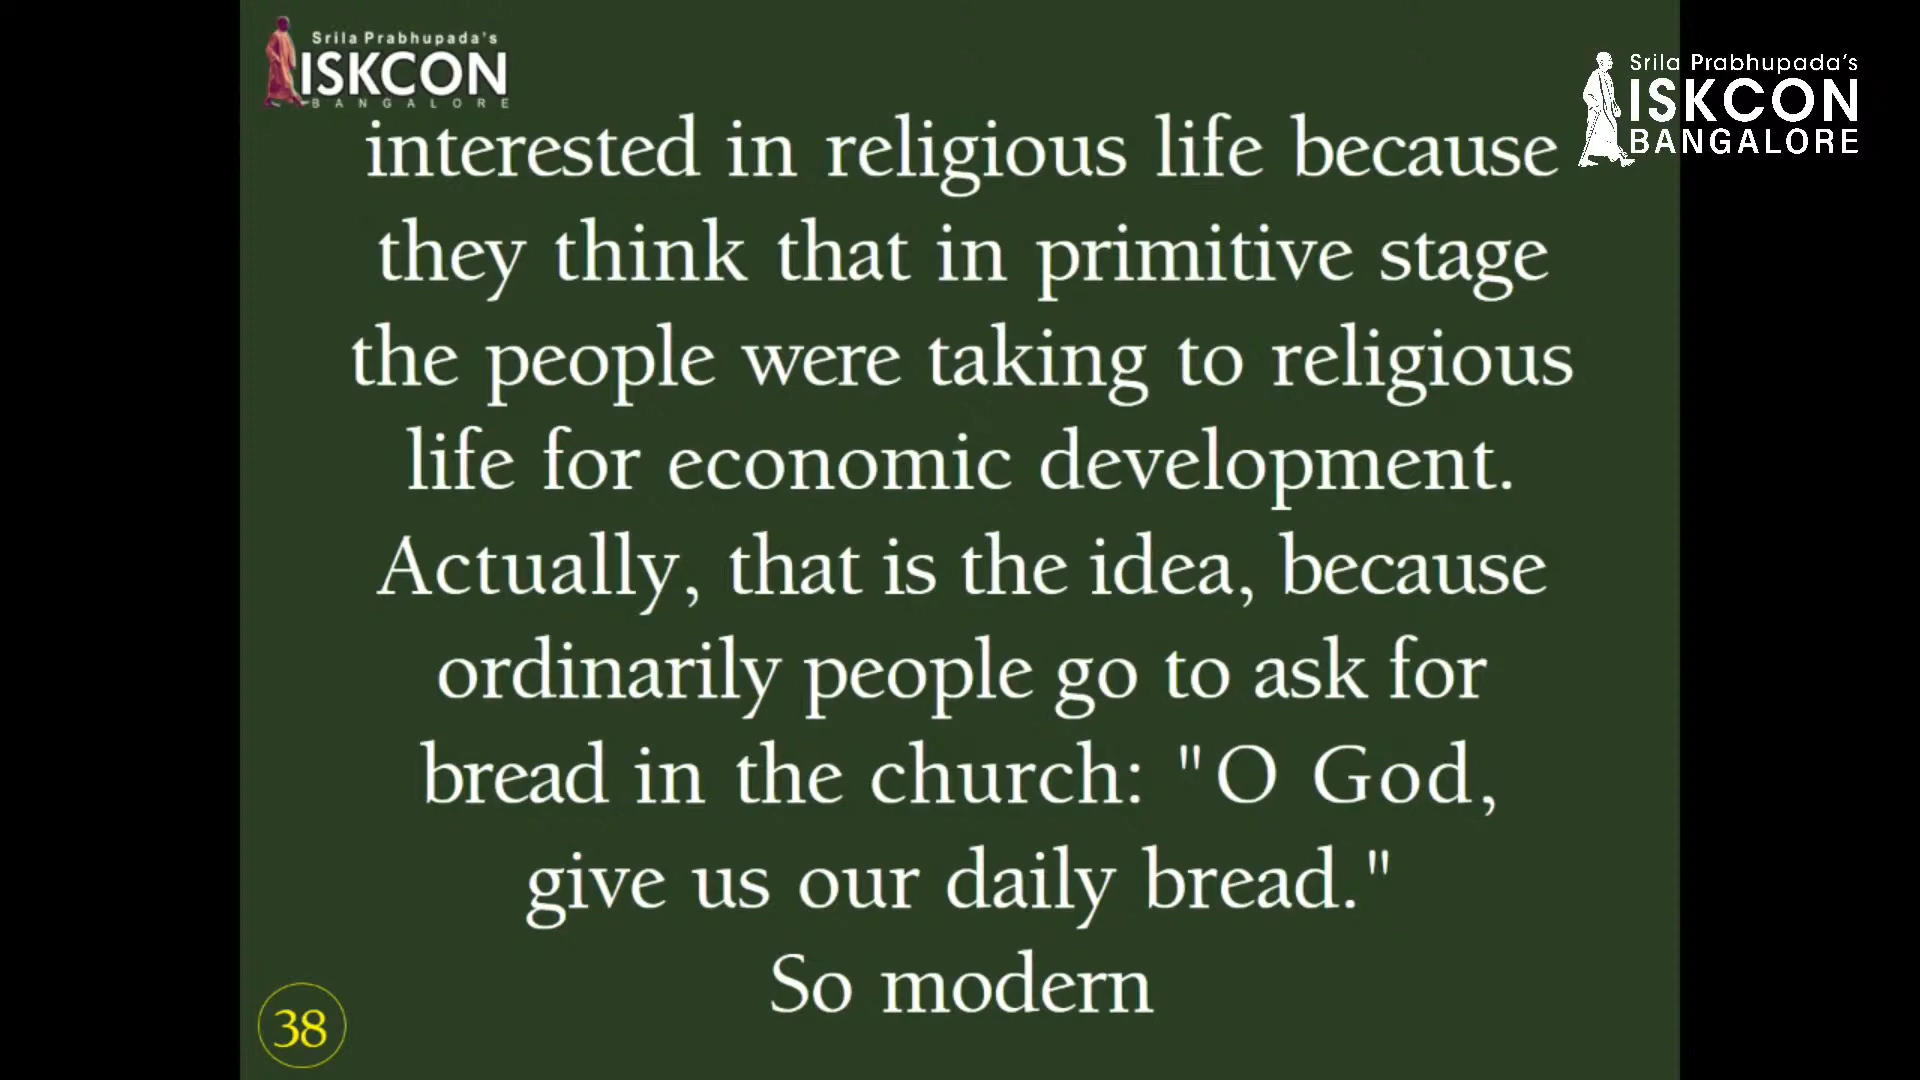 Srila Prabhupada's
ISKCON
BANGALORE
Srila Prabhupada's
ISKCON
BANGALORE
interested in religious life because
they think that in primitive stage
the people were taking to religious
life for economic development.
Actually, that is the idea, because
ordinarily people go to ask for
bread in the church: "O God,
give us our daily bread."
So modern
38